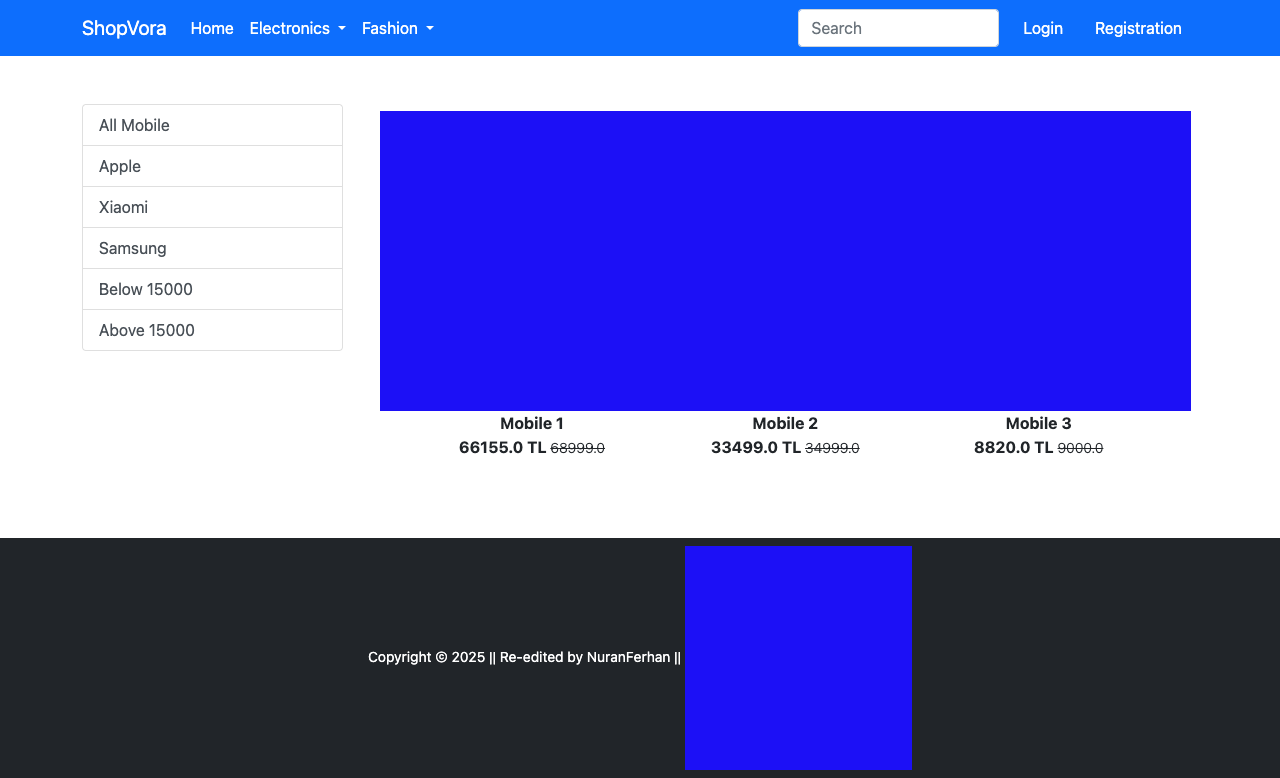 ShopVora Home Electronics Fashion Search Login Registration
All Mobile
Apple
Xiaomi
Samsung
Below 15000
Above 15000
Mobile 1 Mobile 2 Mobile 3
66155.0 TL 68999.0 33499.0 TL 34999.0 8820.0 TL 9000.0
Copyright © 2025 || Re-edited by NuranFerhan ||